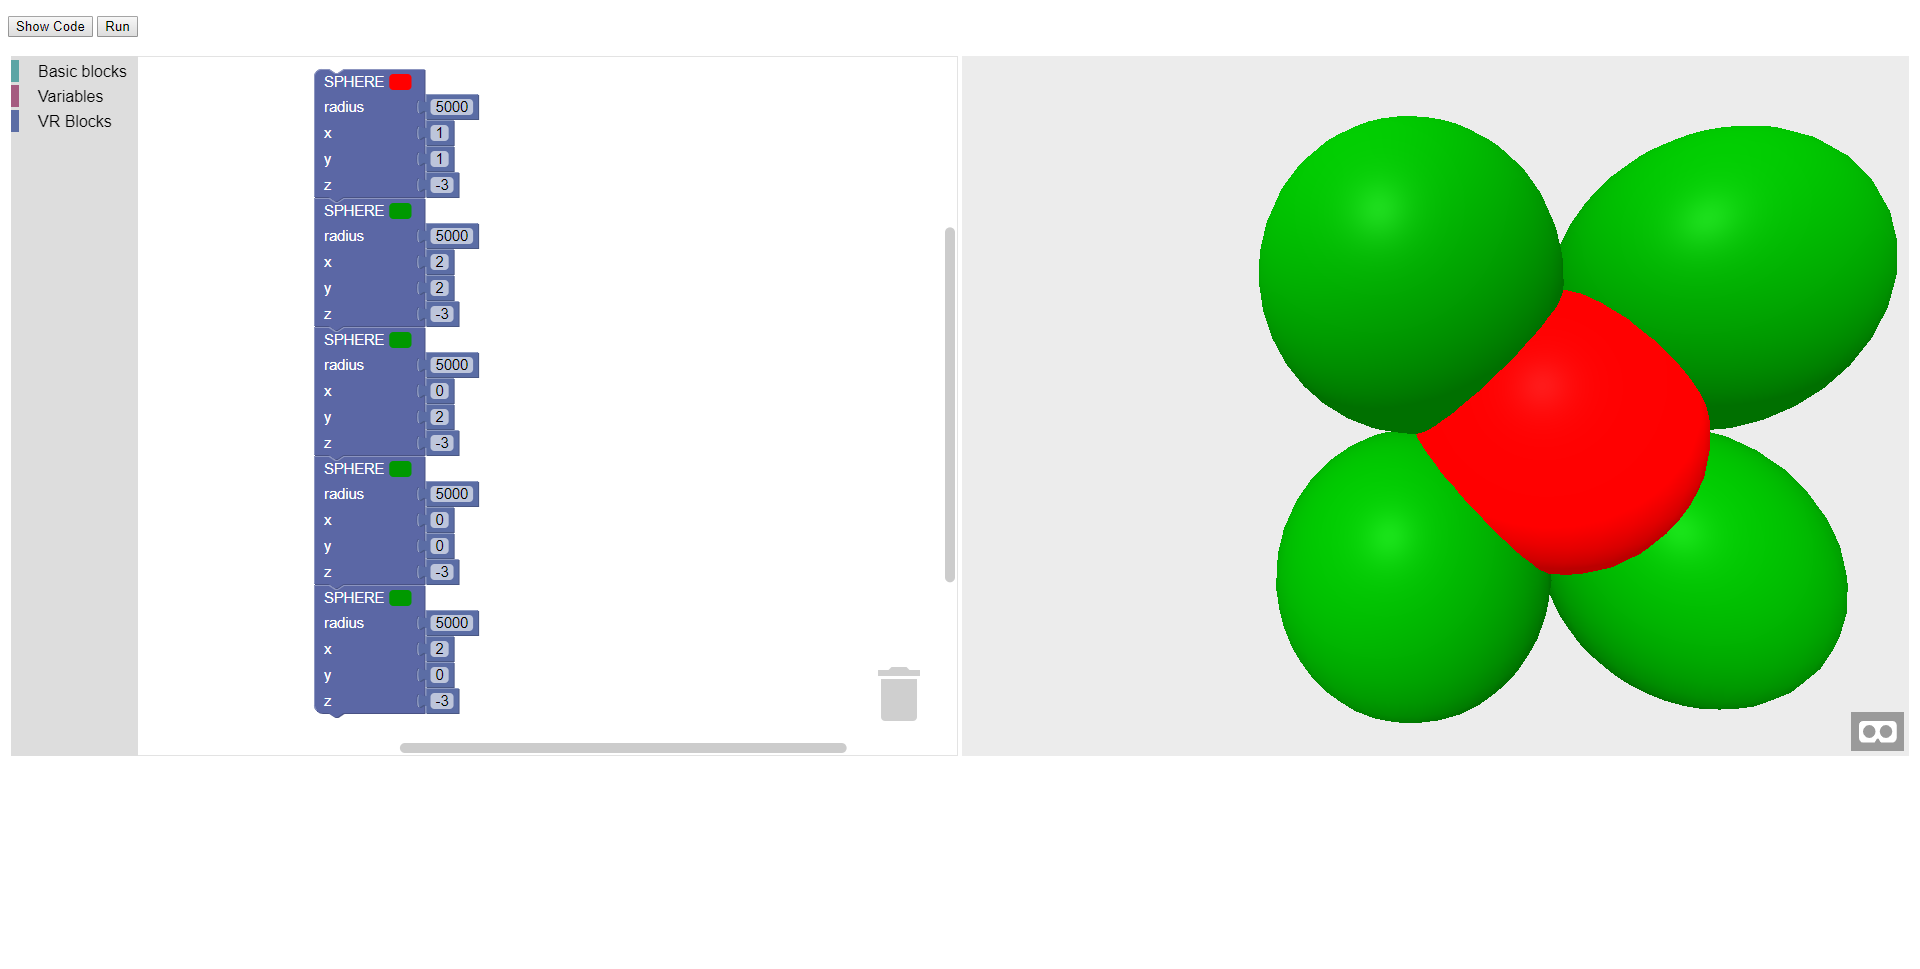 Show Code Run
Basic blocks
Variables
VR Blocks
SPHERE
radius 5000
x 1
y 1
z -3
SPHERE
radius 5000
x 2
y 2
z -3
SPHERE
radius 5000
x 0
y 2
z -3
SPHERE
radius 5000
x 0
y 0
z -3
SPHERE
radius 5000
x 2
y 0
z -3